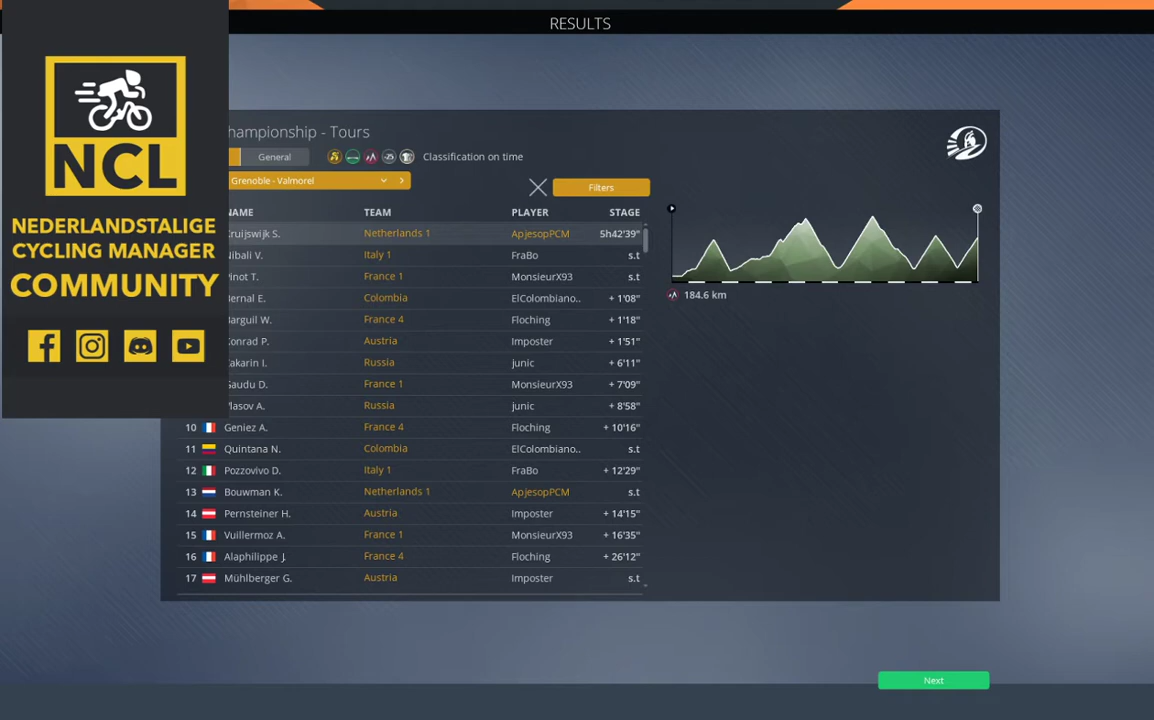 RESULTS
NCL
NEDERLANDSTALIGE
CYCLING MANAGER
COMMUNITY
hampionship - Tours
General
Classification on time
Grenoble - Valmorel
Filters
NAME TEAM PLAYER STAGE
Kruijswijk S. Netherlands 1 ApjesopPCM 5h42'39"
Nibali V. Italy 1 FraBo s.t
Pinot T. France 1 MonsieurX93 s.t
Bernal E. Colombia ElColombiano.. + 1'08"
Barguil W. France 4 Floching + 1'18"
Konrad P. Austria Imposter + 1'51"
Zakarin I. Russia junic + 6'11"
Gaudu D. France 1 MonsieurX93 + 7'09"
Vlasov A. Russia junic + 8'58"
10 Geniez A. France 4 Floching + 10'16"
11 Quintana N. Colombia ElColombiano.. s.t
12 Pozzovivo D. Italy 1 FraBo + 12'29"
13 Bouwman K. Netherlands 1 ApjesopPCM s.t
14 Pernsteiner H. Austria Imposter + 14'15"
15 Vuillermoz A. France 1 MonsieurX93 + 16'35"
16 Alaphilippe J. France 4 Floching + 26'12"
17 Mühlberger G. Austria Imposter s.t
184.6 km
Next